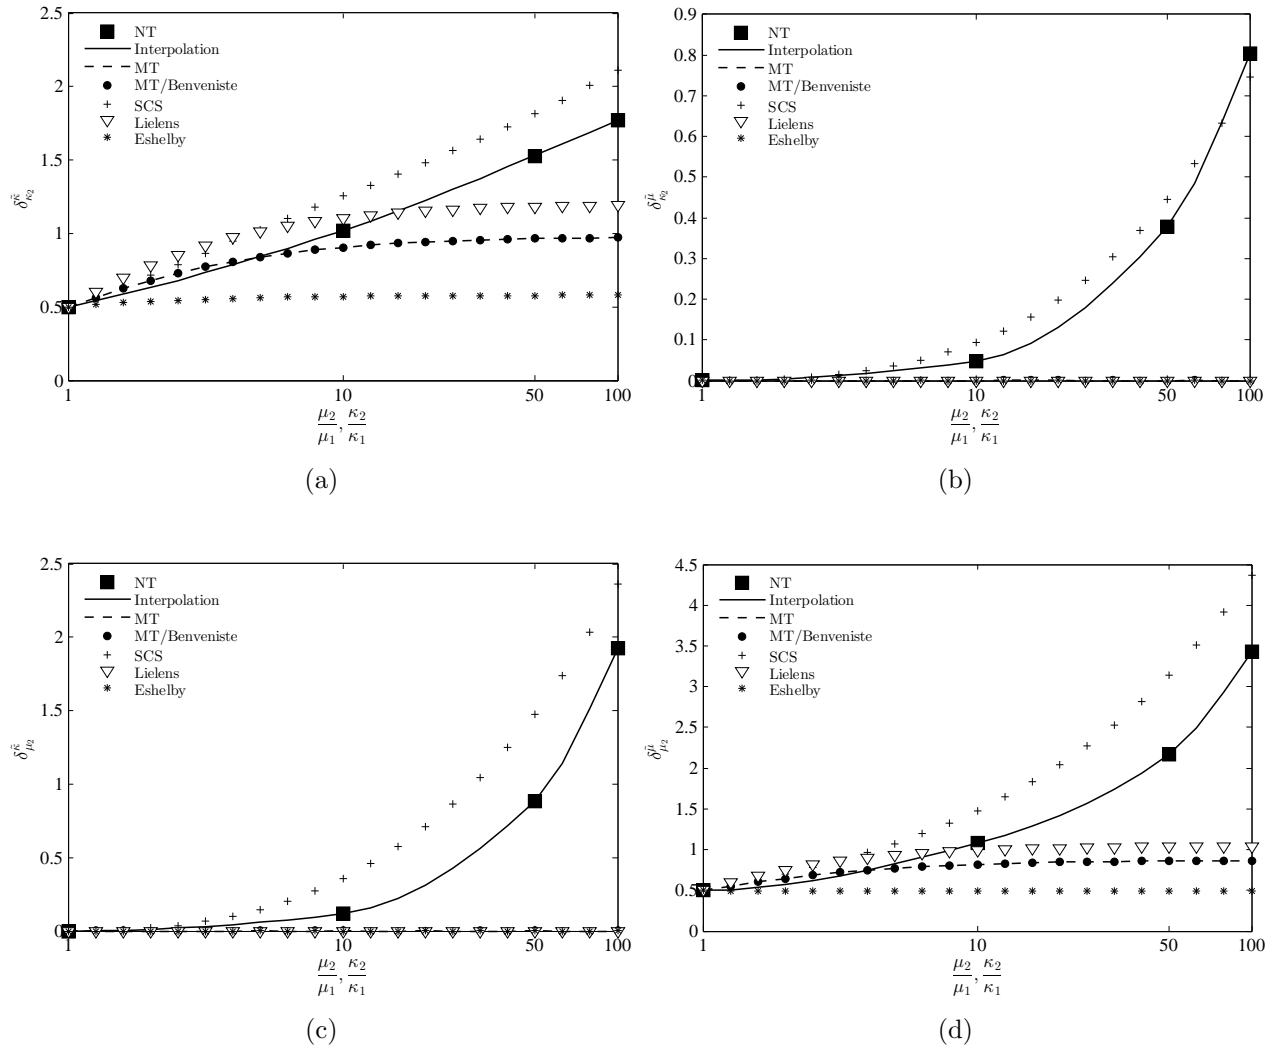 2.5
2
1.5
1
0.5
0
NT
Interpolation
MT
MT/Benveniste
SCS
Lielens
Eshelby
δ^κ̃_κ₂
1 10 50 100
μ₂/μ₁, κ₂/κ₁
(a)
0.9
0.8
0.7
0.6
0.5
0.4
0.3
0.2
0.1
0
NT
Interpolation
MT
MT/Benveniste
SCS
Lielens
Eshelby
δ^μ̃_κ₂
1 10 50 100
μ₂/μ₁, κ₂/κ₁
(b)
2.5
2
1.5
1
0.5
0
NT
Interpolation
MT
MT/Benveniste
SCS
Lielens
Eshelby
δ^κ̃_μ₂
1 10 50 100
μ₂/μ₁, κ₂/κ₁
(c)
4.5
4
3.5
3
2.5
2
1.5
1
0.5
0
NT
Interpolation
MT
MT/Benveniste
SCS
Lielens
Eshelby
δ^μ̃_μ₂
1 10 50 100
μ₂/μ₁, κ₂/κ₁
(d)